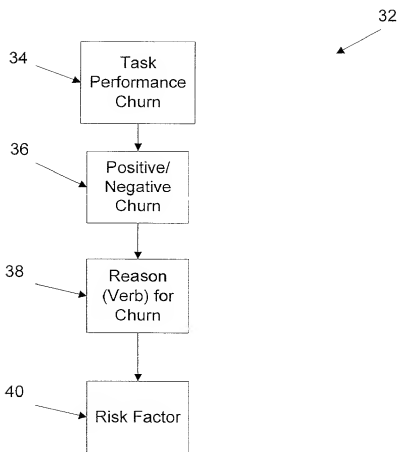 32
34
Task
Performance
Churn
36
Positive/
Negative
Churn
38
Reason
(Verb) for
Churn
40
Risk Factor